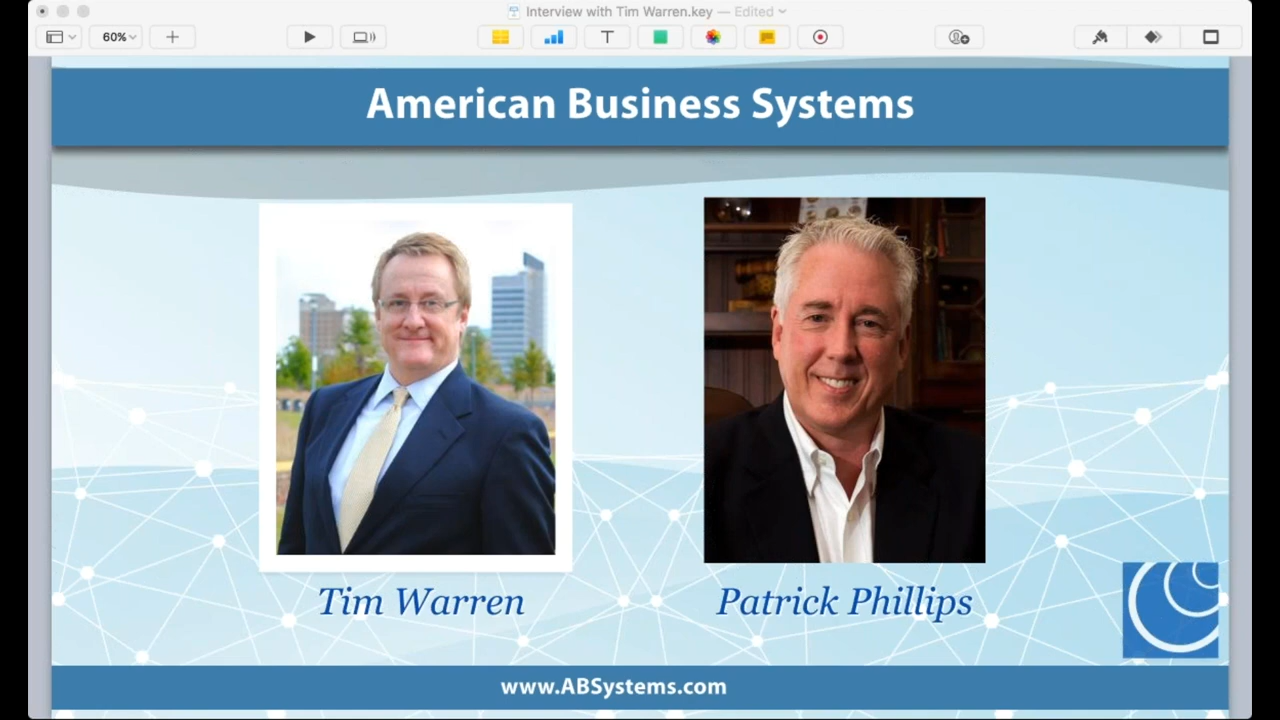 Interview with Tim Warren.key — Edited
60%
American Business Systems
Tim Warren
Patrick Phillips
www.ABSystems.com